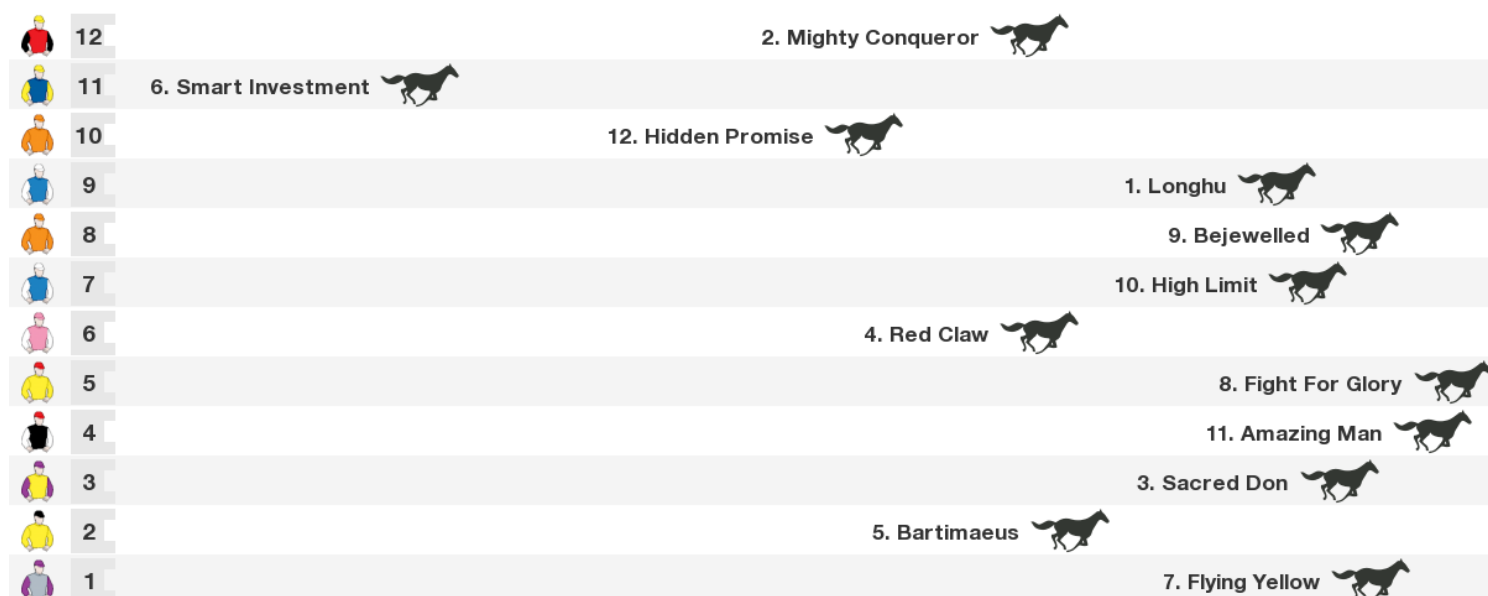 12 2. Mighty Conqueror
11 6. Smart Investment
10 12. Hidden Promise
9 1. Longhu
8 9. Bejewelled
7 10. High Limit
6 4. Red Claw
5 8. Fight For Glory
4 11. Amazing Man
3 3. Sacred Don
2 5. Bartimaeus
1 7. Flying Yellow